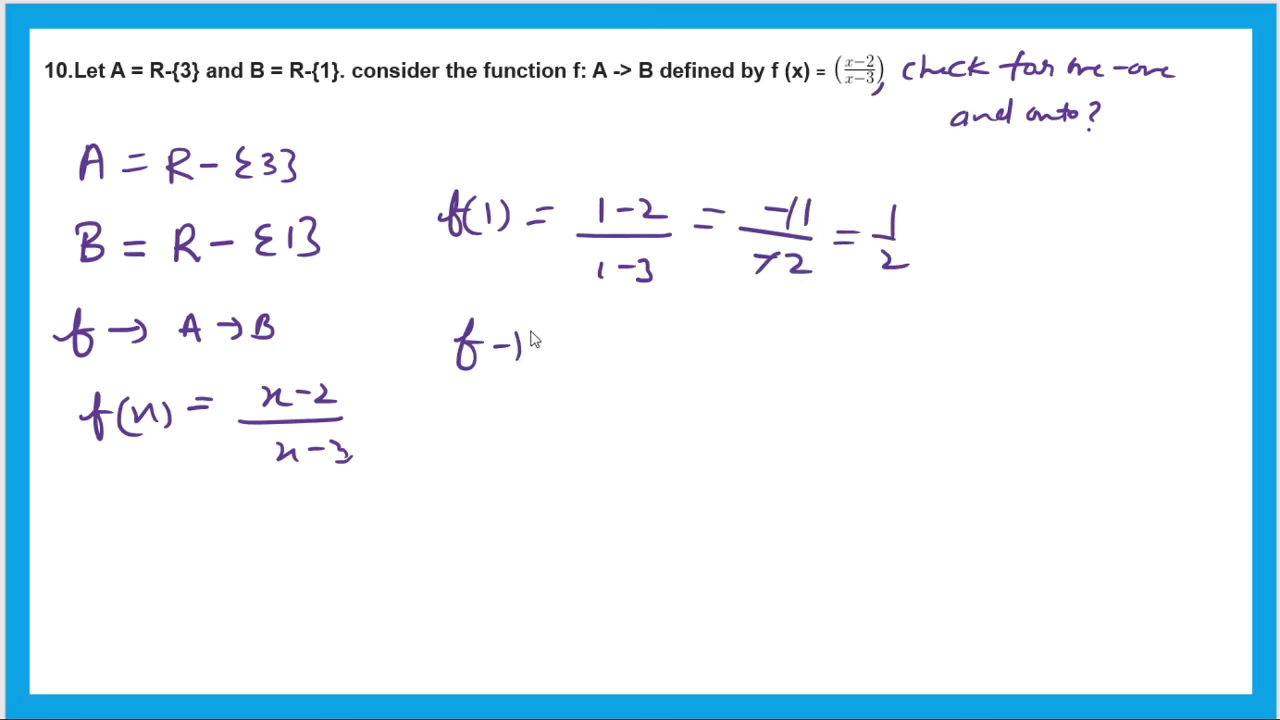 10.Let A = R-{3} and B = R-{1}. consider the function f: A -> B defined by f (x) = (x−2/x−3), check for one-one
and onto?
A = R - {3}
B = R - {1}
f → A → B
f(x) = x-2/x-3
f(1) = 1-2/1-3 = -1/-2 = 1/2
f -1